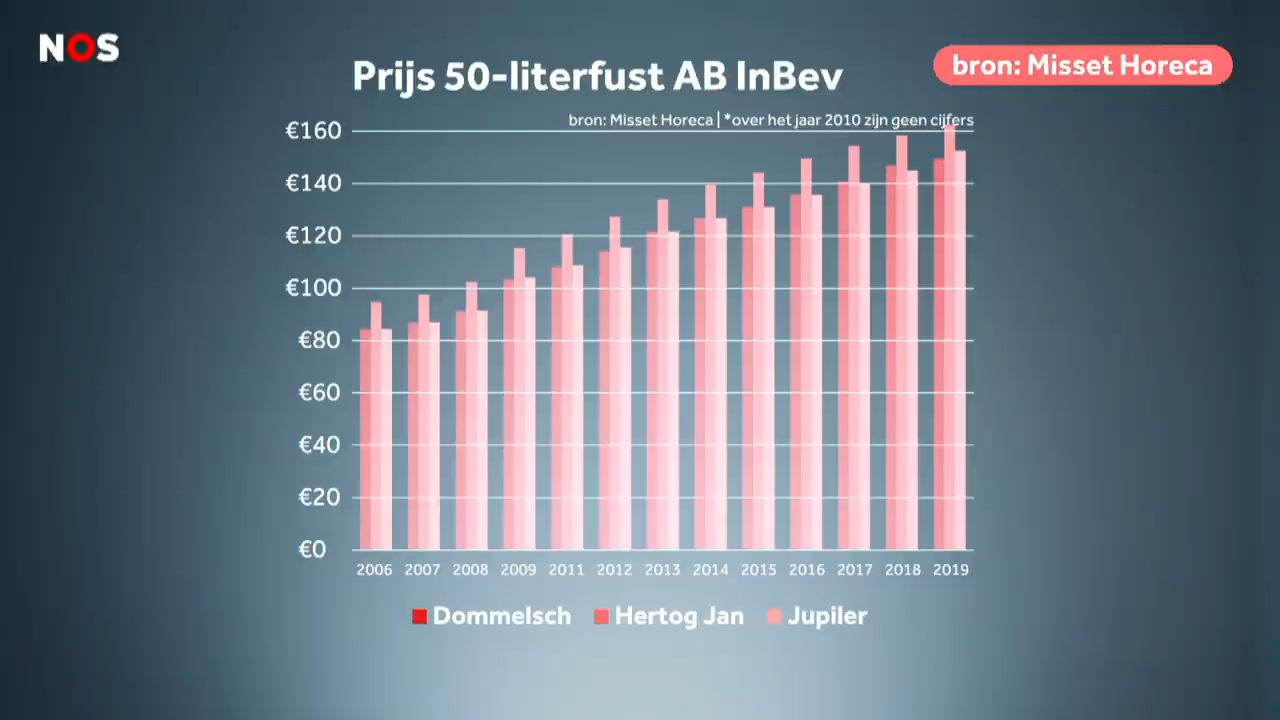 NOS
Prijs 50-literfust AB InBev
bron: Misset Horeca
bron: Misset Horeca | *over het jaar 2010 zijn geen cijfers
€160
€140
€120
€100
€80
€60
€40
€20
€0
2006 2007 2008 2009 2011 2012 2013 2014 2015 2016 2017 2018 2019
Dommelsch Hertog Jan Jupiler